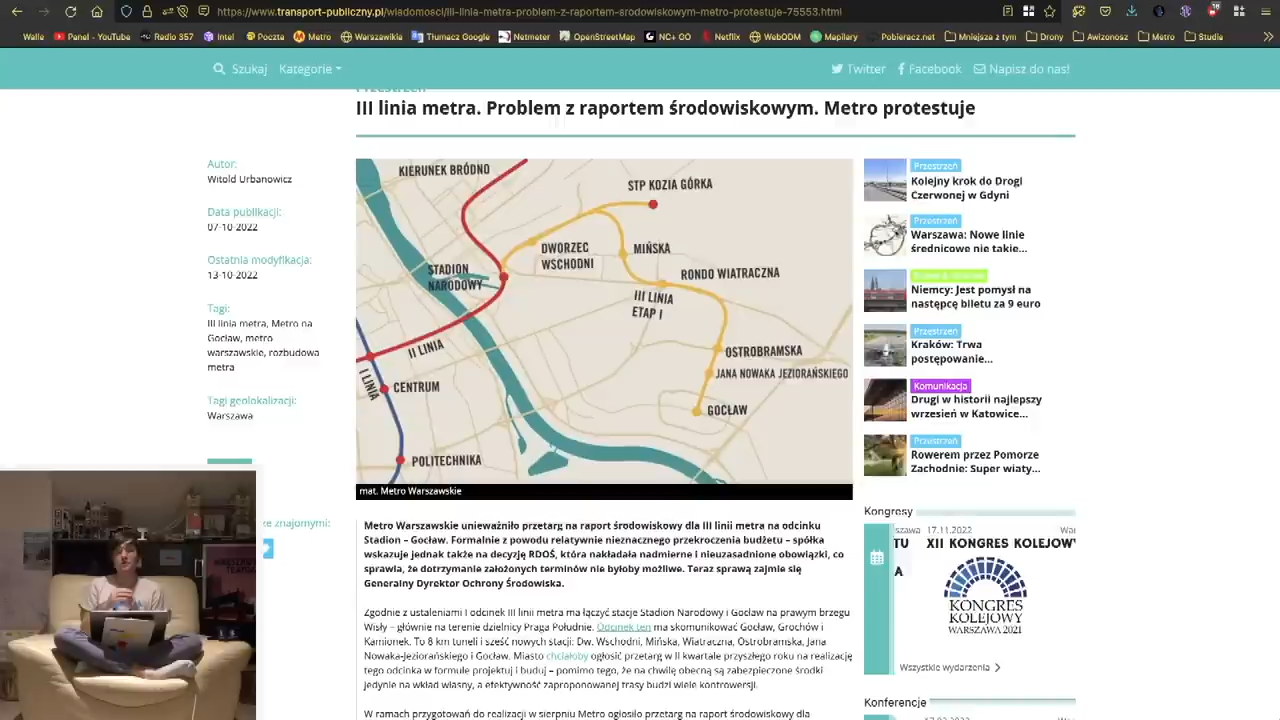 https://www.transport-publiczny.pl/wiadomosci/iii-linia-metra-problem-z-raportem-srodowiskowym-metro-protestuje-75553.html
18
Walle
Panel - YouTube
Radio 357
Intel
Poczta
Metro
Warszawikia
Tłumacz Google
Netmeter
OpenStreetMap
NC+ GO
Netflix
WebODM
Mapilery
Pobieracz.net
Mniejsze z tym
Drony
Awizonosz
Metro
Studia
Szukaj
Kategorie
Twitter
Facebook
Napisz do nas!
Przestrzeń
III linia metra. Problem z raportem środowiskowym. Metro protestuje
Autor:
Witold Urbanowicz
Data publikacji:
07-10-2022
Ostatnia modyfikacja:
13-10-2022
Tagi:
III linia metra, Metro na
Gocław, metro
warszawskie, rozbudowa
metra
Tagi geolokalizacji:
Warszawa
ze znajomymi:
KIERUNEK BRÓDNO
STP KOZIA GÓRKA
DWORZEC
WSCHODNI
MIŃSKA
STADION
NARODOWY
RONDO WIATRACZNA
III LINIA
ETAP I
II LINIA
OSTROBRAMSKA
I LINIA
JANA NOWAKA JEZIORAŃSKIEGO
CENTRUM
GOCŁAW
POLITECHNIKA
mat. Metro Warszawskie
Metro Warszawskie unieważniło przetarg na raport środowiskowy dla III linii metra na odcinku
Stadion – Gocław. Formalnie z powodu relatywnie nieznacznego przekroczenia budżetu – spółka
wskazuje jednak także na decyzję RDOŚ, która nakładała nadmierne i nieuzasadnione obowiązki, co
sprawia, że dotrzymanie założonych terminów nie byłoby możliwe. Teraz sprawą zajmie się
Generalny Dyrektor Ochrony Środowiska.
Zgodnie z ustaleniami I odcinek III linii metra ma łączyć stacje Stadion Narodowy i Gocław na prawym brzegu
Wisły – głównie na terenie dzielnicy Praga Południe. Odcinek ten ma skomunikować Gocław, Grochów i
Kamionek. To 8 km tuneli i sześć nowych stacji: Dw. Wschodni, Mińska, Wiatraczna, Ostrobramska, Jana
Nowaka-Jeziorańskiego i Gocław. Miasto chciałoby ogłosić przetarg w II kwartale przyszłego roku na realizację
tego odcinka w formule projektuj i buduj – pomimo tego, że na chwilę obecną są zabezpieczone środki
jedynie na wkład własny, a efektywność zaproponowanej trasy budzi wiele kontrowersji.
W ramach przygotowań do realizacji w sierpniu Metro ogłosiło przetarg na raport środowiskowy dla
Przestrzeń
Kolejny krok do Drogi
Czerwonej w Gdyni
Przestrzeń
Warszawa: Nowe linie
średnicowe nie takie...
Niemcy: Jest pomysł na
następcę biletu za 9 euro
Przestrzeń
Kraków: Trwa
postępowanie...
Komunikacja
Drugi w historii najlepszy
wrzesień w Katowice...
Przestrzeń
Rowerem przez Pomorze
Zachodnie: Super wiaty...
Kongresy
szawa 17.11.2022
TU
XII KONGRES KOLEJOWY
A
KONGRES
KOLEJOWY
WARSZAWA 2021
Wszystkie wydarzenia
Konferencje